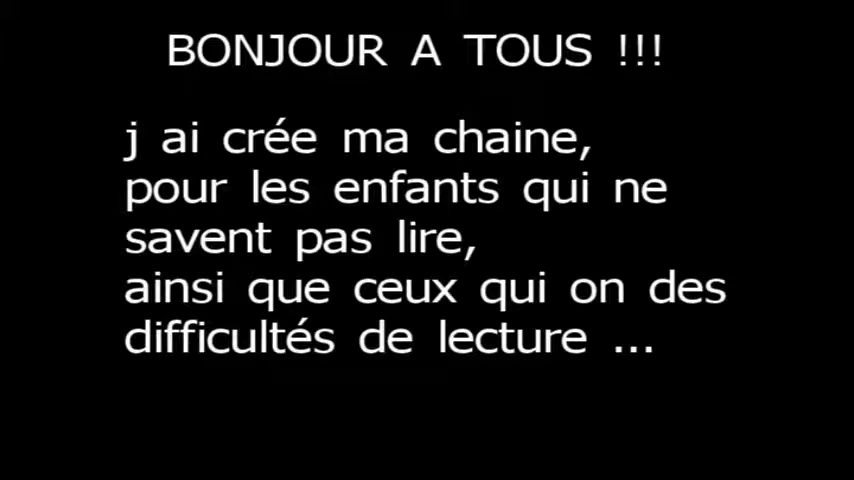 BONJOUR A TOUS !!!
j ai crée ma chaine,
pour les enfants qui ne
savent pas lire,
ainsi que ceux qui on des
difficultés de lecture ...